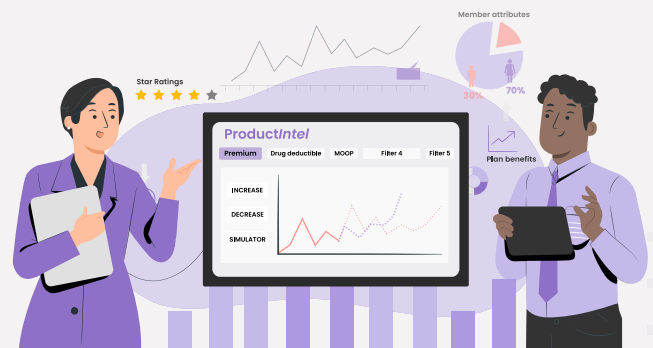 Member attributes
Star Ratings
30%
70%
ProductIntel
Premium
Drug deductible
MOOP
Filter 4
Filter 5
Plan benefits
INCREASE
DECREASE
SIMULATOR